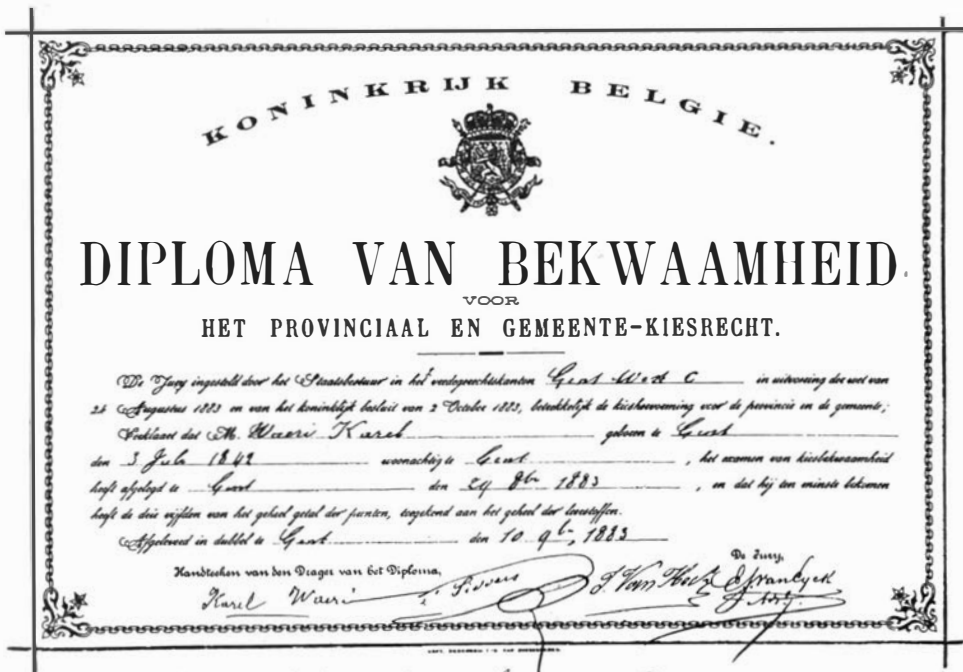 KONINKRIJK BELGIE.
DIPLOMA VAN BEKWAAMHEID.
VOOR
HET PROVINCIAAL EN GEMEENTE-KIESRECHT.
De Jury ingesteld door het Staatsbestuur in het vredegerechtskanton Gent West C in uitvoering der wet van
24 Augustus 1883 en van het koninklijk besluit van 2 October 1883, betrekkelijk de kieshervorming voor de provincie en de gemeente;
Verklaart dat M. Waeri Karel geboren te Gent
den 3 Juli 1842 woonachtig te Gent, het examen van kiesbekwaamheid
heeft afgelegd te Gent den 29 8br 1883, en dat hij ten minste bekomen
heeft de drie vijfden van het geheel getal der punten, toegekend aan het geheel der leerstoffen.
Afgeleverd in dubbel te Gent den 10 9br, 1883
De Jury,
Handteeken van den Drager van het Diploma,
Karel Waeri